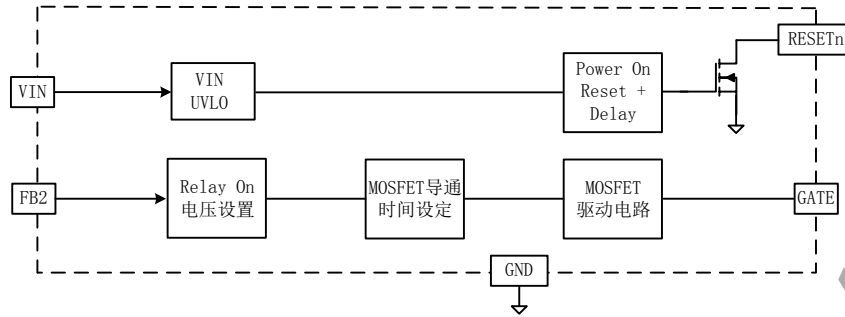 RESETn
VIN
VIN
UVLO
Power On
Reset +
Delay
FB2
Relay On
电压设置
MOSFET导通
时间设定
MOSFET
驱动电路
GATE
GND